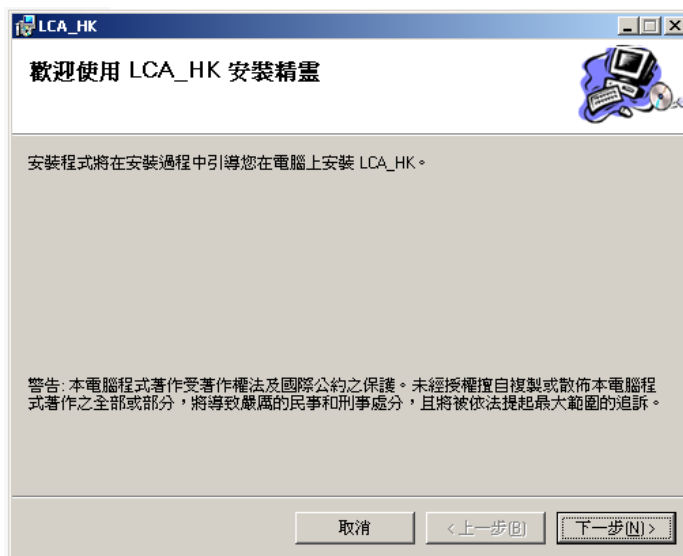 LCA_HK
歡迎使用 LCA_HK 安裝精靈
安裝程式將在安裝過程中引導您在電腦上安裝 LCA_HK。
警告: 本電腦程式著作受著作權法及國際公約之保護。未經授權擅自複製或散佈本電腦程
式著作之全部或部分，將導致嚴厲的民事和刑事處分，且將被依法提起最大範圍的追訴。
取消
<上一步(B)
下一步(N)>